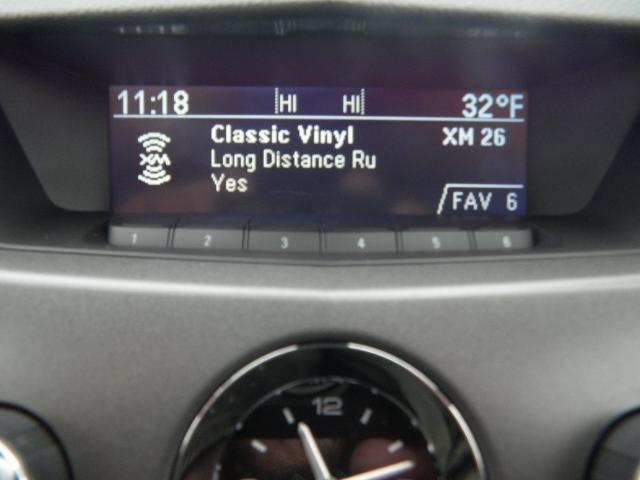 11:18 HI HI 32°F
Classic Vinyl XM 26
XM Long Distance Ru
Yes
FAV 6
1 2 3 4 5 6
12